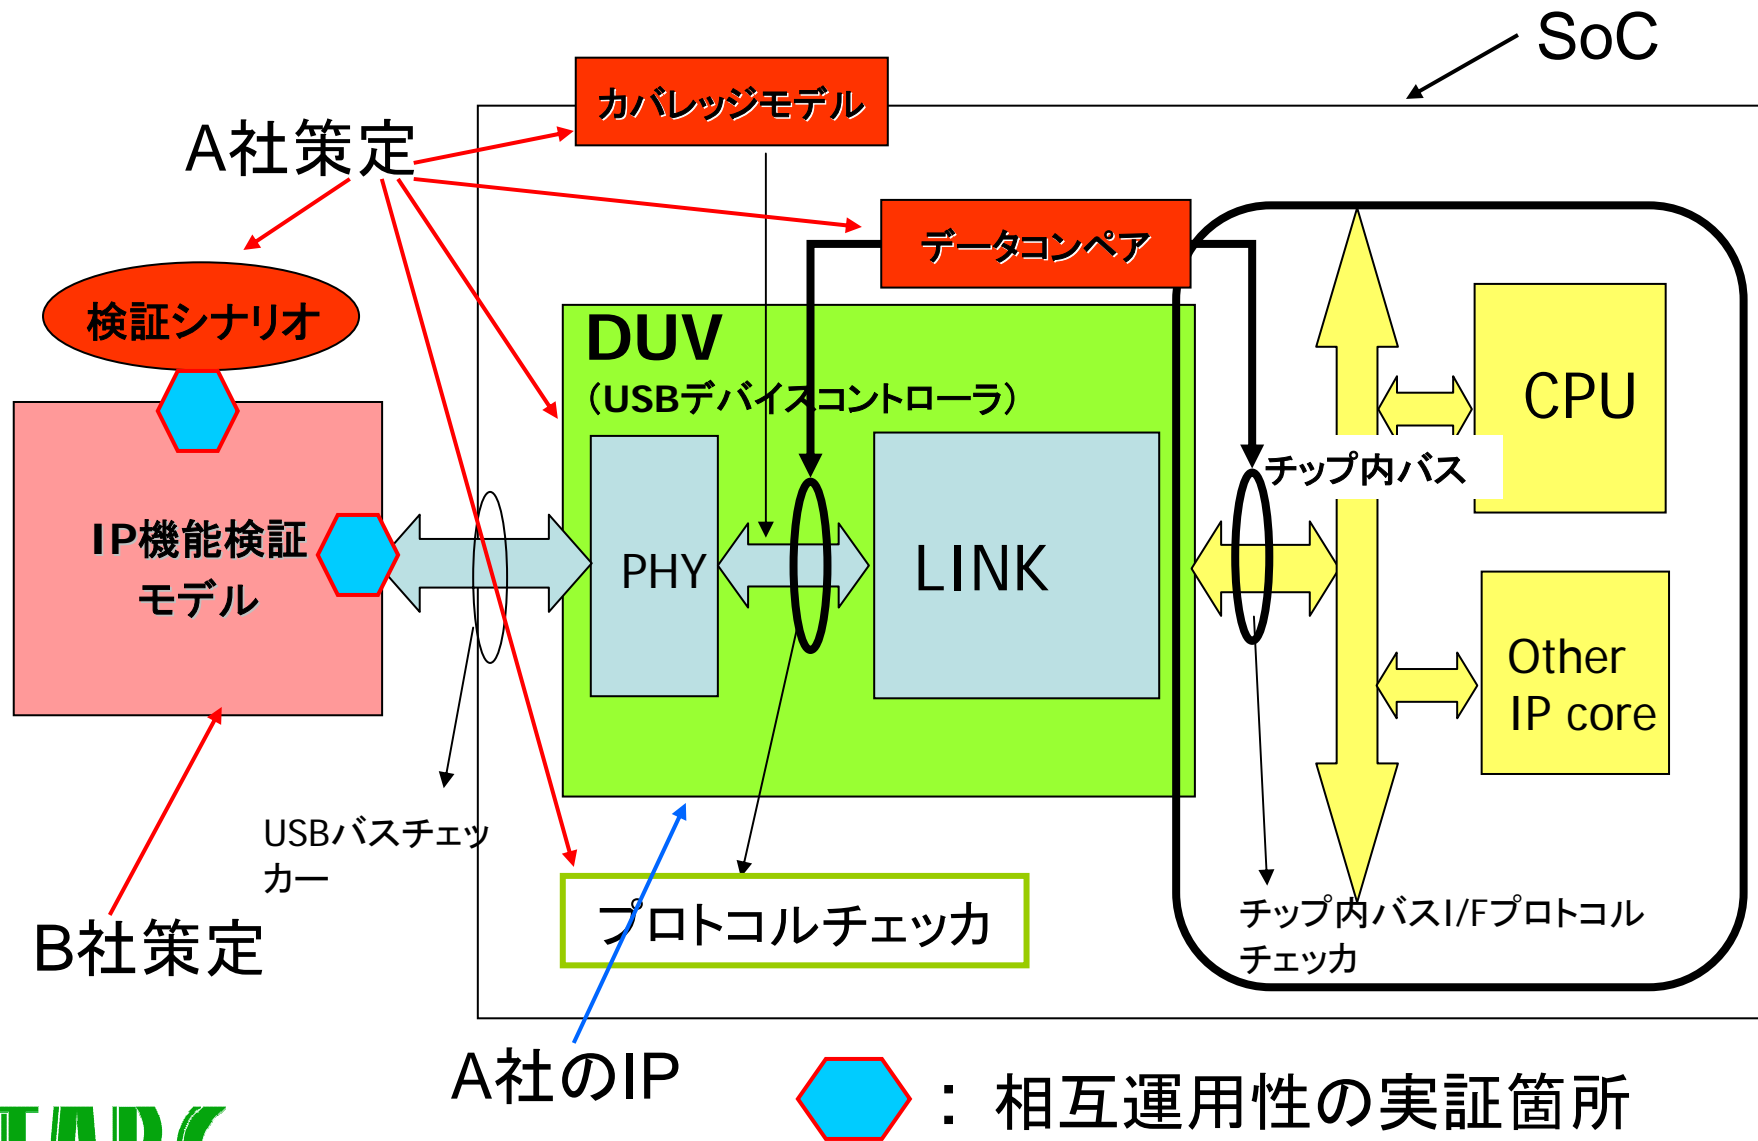 SoC
カバレッジモデル
A社策定
データコンペア
検証シナリオ
DUV
（USBデバイスコントローラ）
CPU
チップ内バス
IP機能検証
モデル
PHY
LINK
Other
IP core
USBバスチェッ
カー
プロトコルチェッカ
チップ内バスI/Fプロトコル
チェッカ
B社策定
A社のIP
： 相互運用性の実証箇所